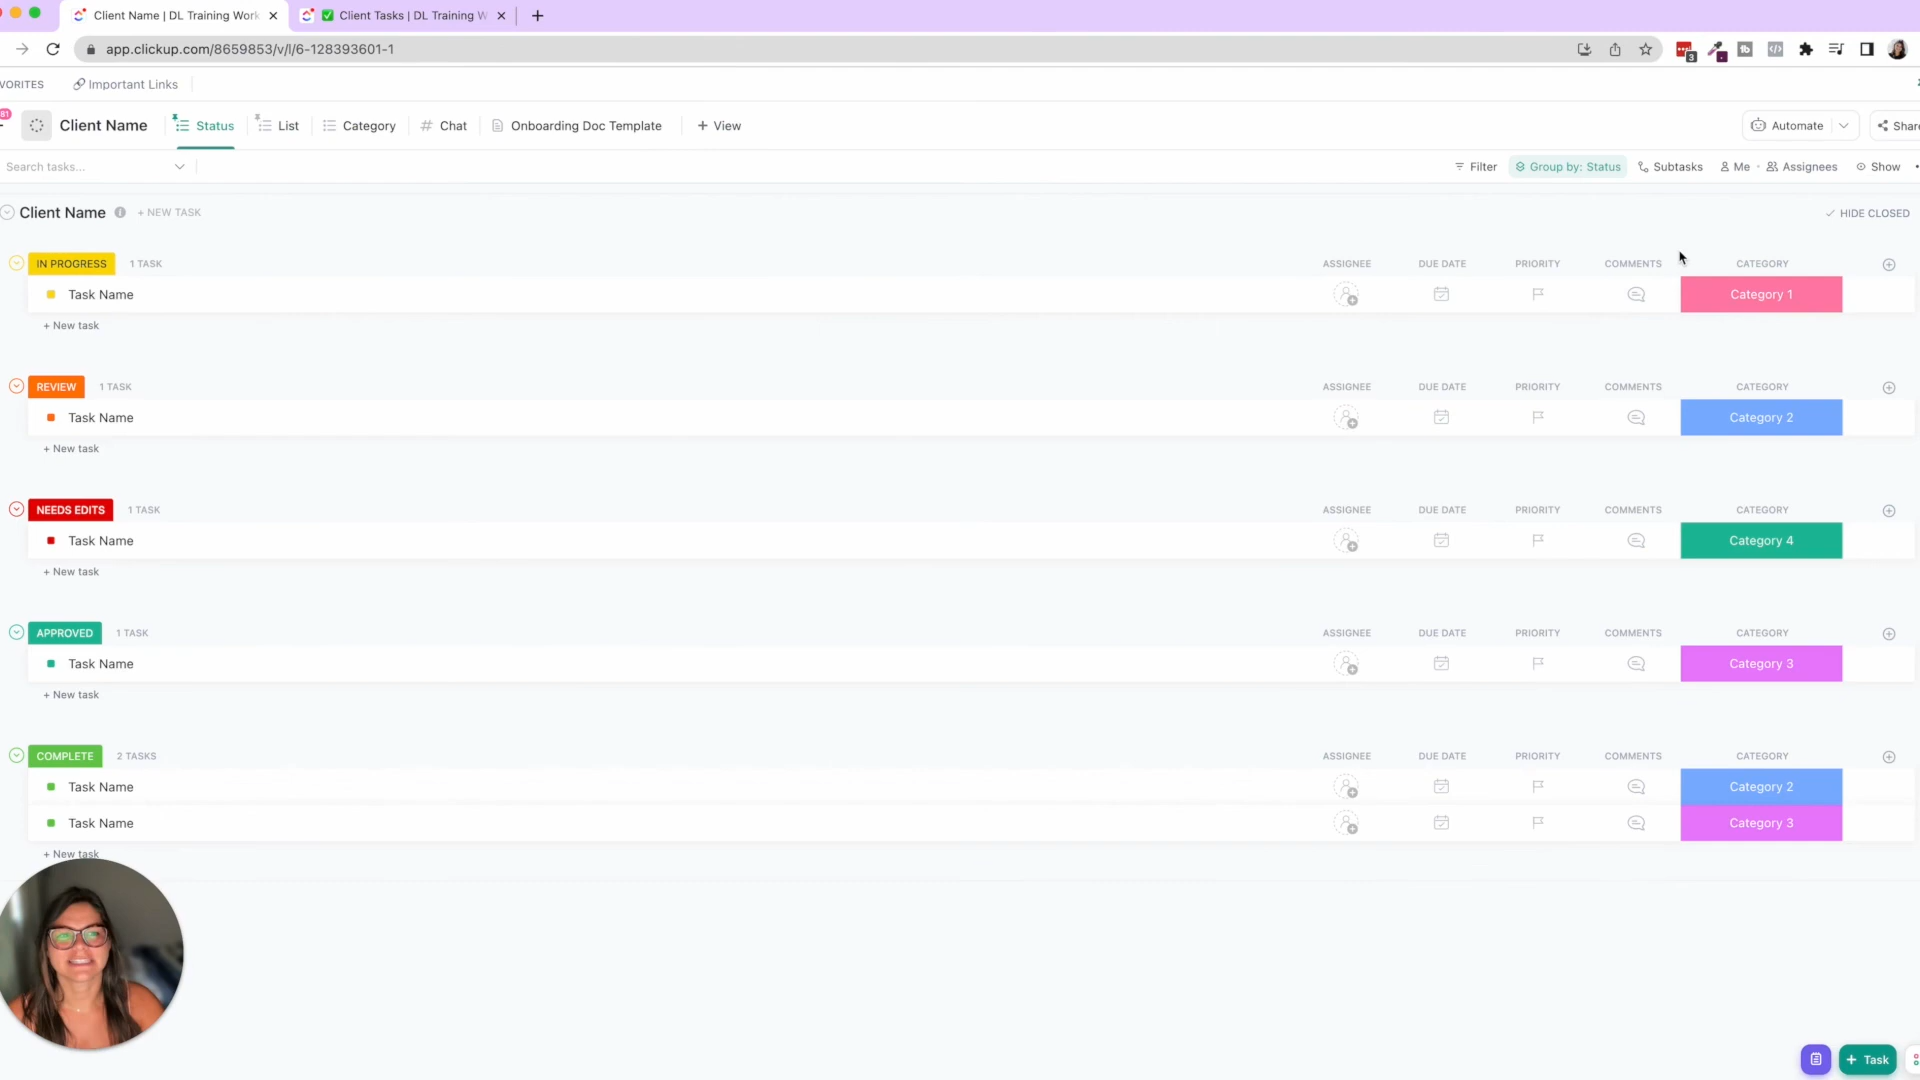 Client Name | DL Training Work
Client Tasks | DL Training W
app.clickup.com/8659853/v/l/6-128393601-1
3
VORITES
Important Links
81
Client Name
Status
List
Category
# Chat
Onboarding Doc Template
+ View
Automate
Share
Search tasks...
Filter
Group by: Status
Subtasks
Me
Assignees
Show
Client Name
+ NEW TASK
HIDE CLOSED
IN PROGRESS 1 TASK ASSIGNEE DUE DATE PRIORITY COMMENTS CATEGORY
Task Name Category 1
+ New task
REVIEW 1 TASK ASSIGNEE DUE DATE PRIORITY COMMENTS CATEGORY
Task Name Category 2
+ New task
NEEDS EDITS 1 TASK ASSIGNEE DUE DATE PRIORITY COMMENTS CATEGORY
Task Name Category 4
+ New task
APPROVED 1 TASK ASSIGNEE DUE DATE PRIORITY COMMENTS CATEGORY
Task Name Category 3
+ New task
COMPLETE 2 TASKS ASSIGNEE DUE DATE PRIORITY COMMENTS CATEGORY
Task Name Category 2
Task Name Category 3
+ New task
+ Task